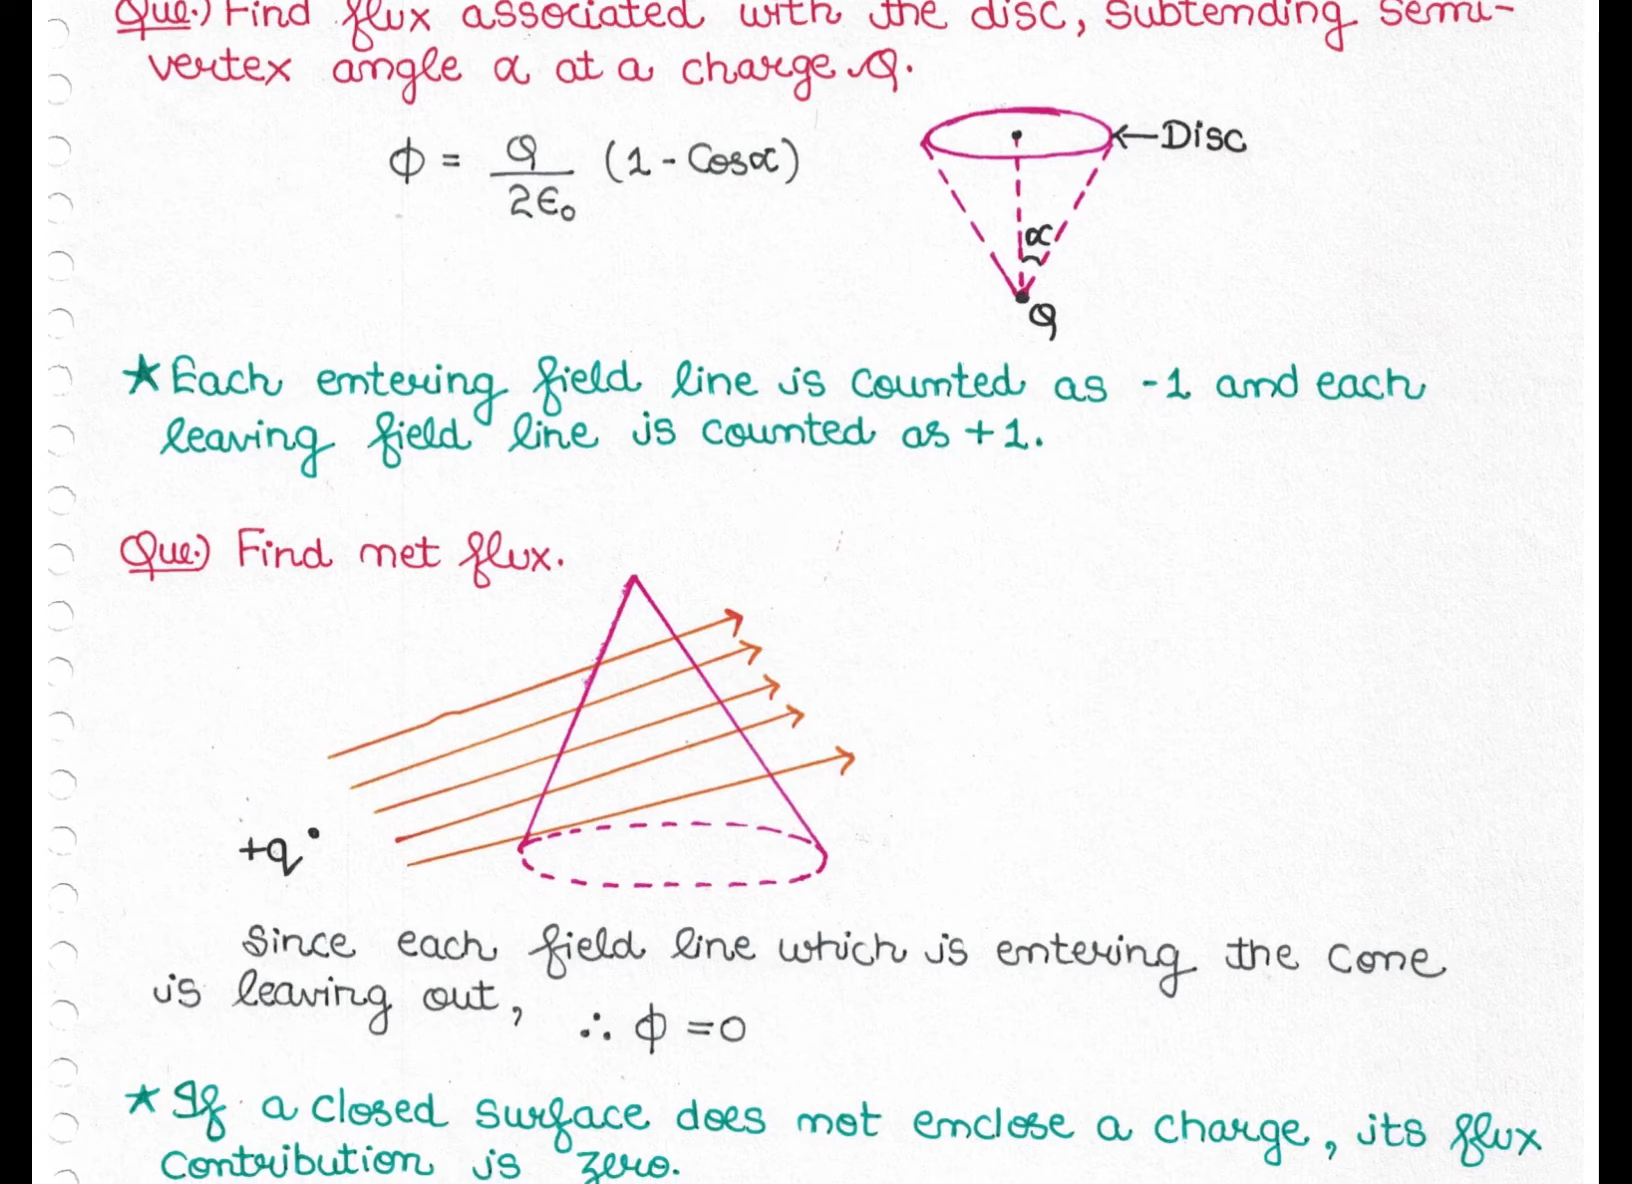 Que.) Find flux associated with the disc, subtending semi-
vertex angle α at a charge Q.
ϕ = Q/2ϵ₀ (1 - Cosα)
←Disc
α
Q
★ Each entering field line is counted as -1 and each
leaving field line is counted as +1.
Que.) Find net flux.
+q
Since each field line which is entering the cone
is leaving out, ∴ ϕ = 0
★ If a closed surface does not enclose a charge, its flux
contribution is zero.